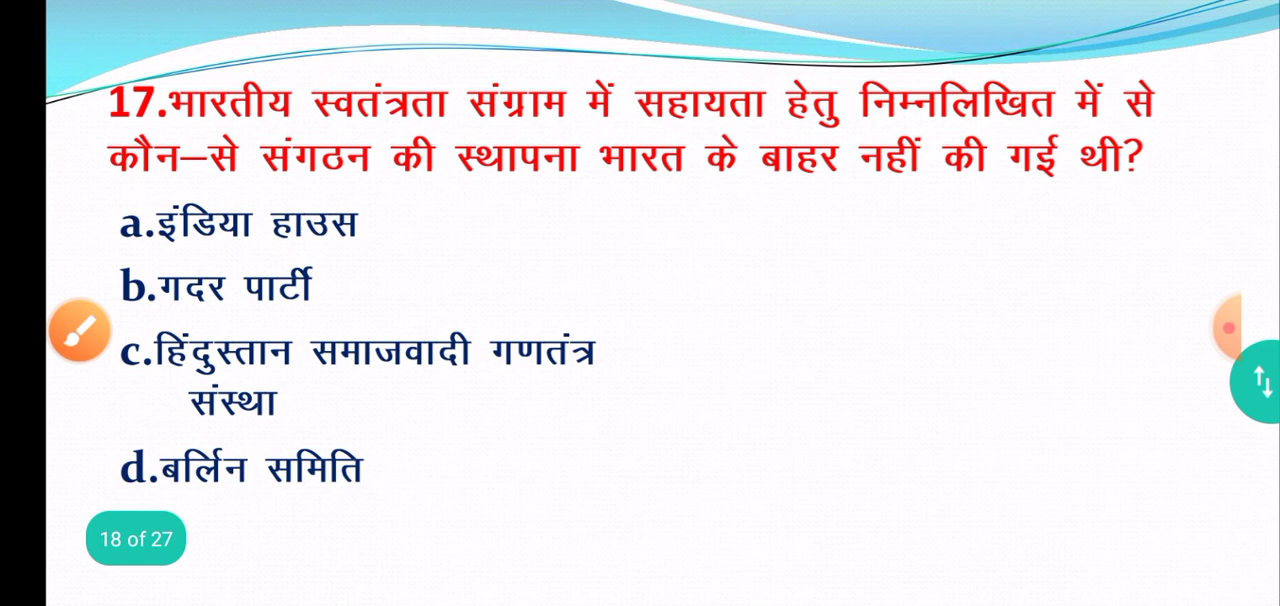 17.भारतीय स्वतंत्रता संग्राम में सहायता हेतु निम्नलिखित में से
कौन–से संगठन की स्थापना भारत के बाहर नहीं की गई थी?
a.इंडिया हाउस
b.गदर पार्टी
c.हिंदुस्तान समाजवादी गणतंत्र
संस्था
d.बर्लिन समिति
18 of 27